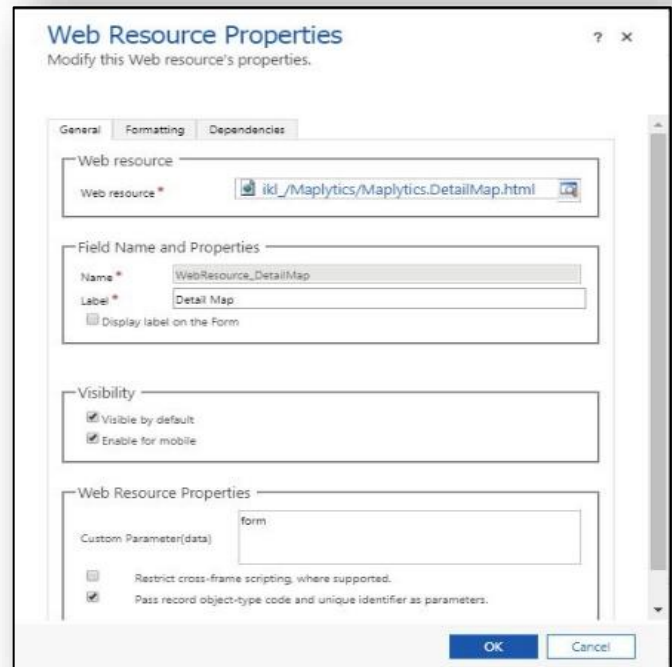 Web Resource Properties
? ×
Modify this Web resource's properties.
General Formatting Dependencies
Web resource
Web resource * ikl_/Maplytics/Maplytics.DetailMap.html
Field Name and Properties
Name * WebResource_DetailMap
Label * Detail Map
Display label on the Form
Visibility
Visible by default
Enable for mobile
Web Resource Properties
form
Custom Parameter(data)
Restrict cross-frame scripting, where supported.
Pass record object-type code and unique identifier as parameters.
OK Cancel